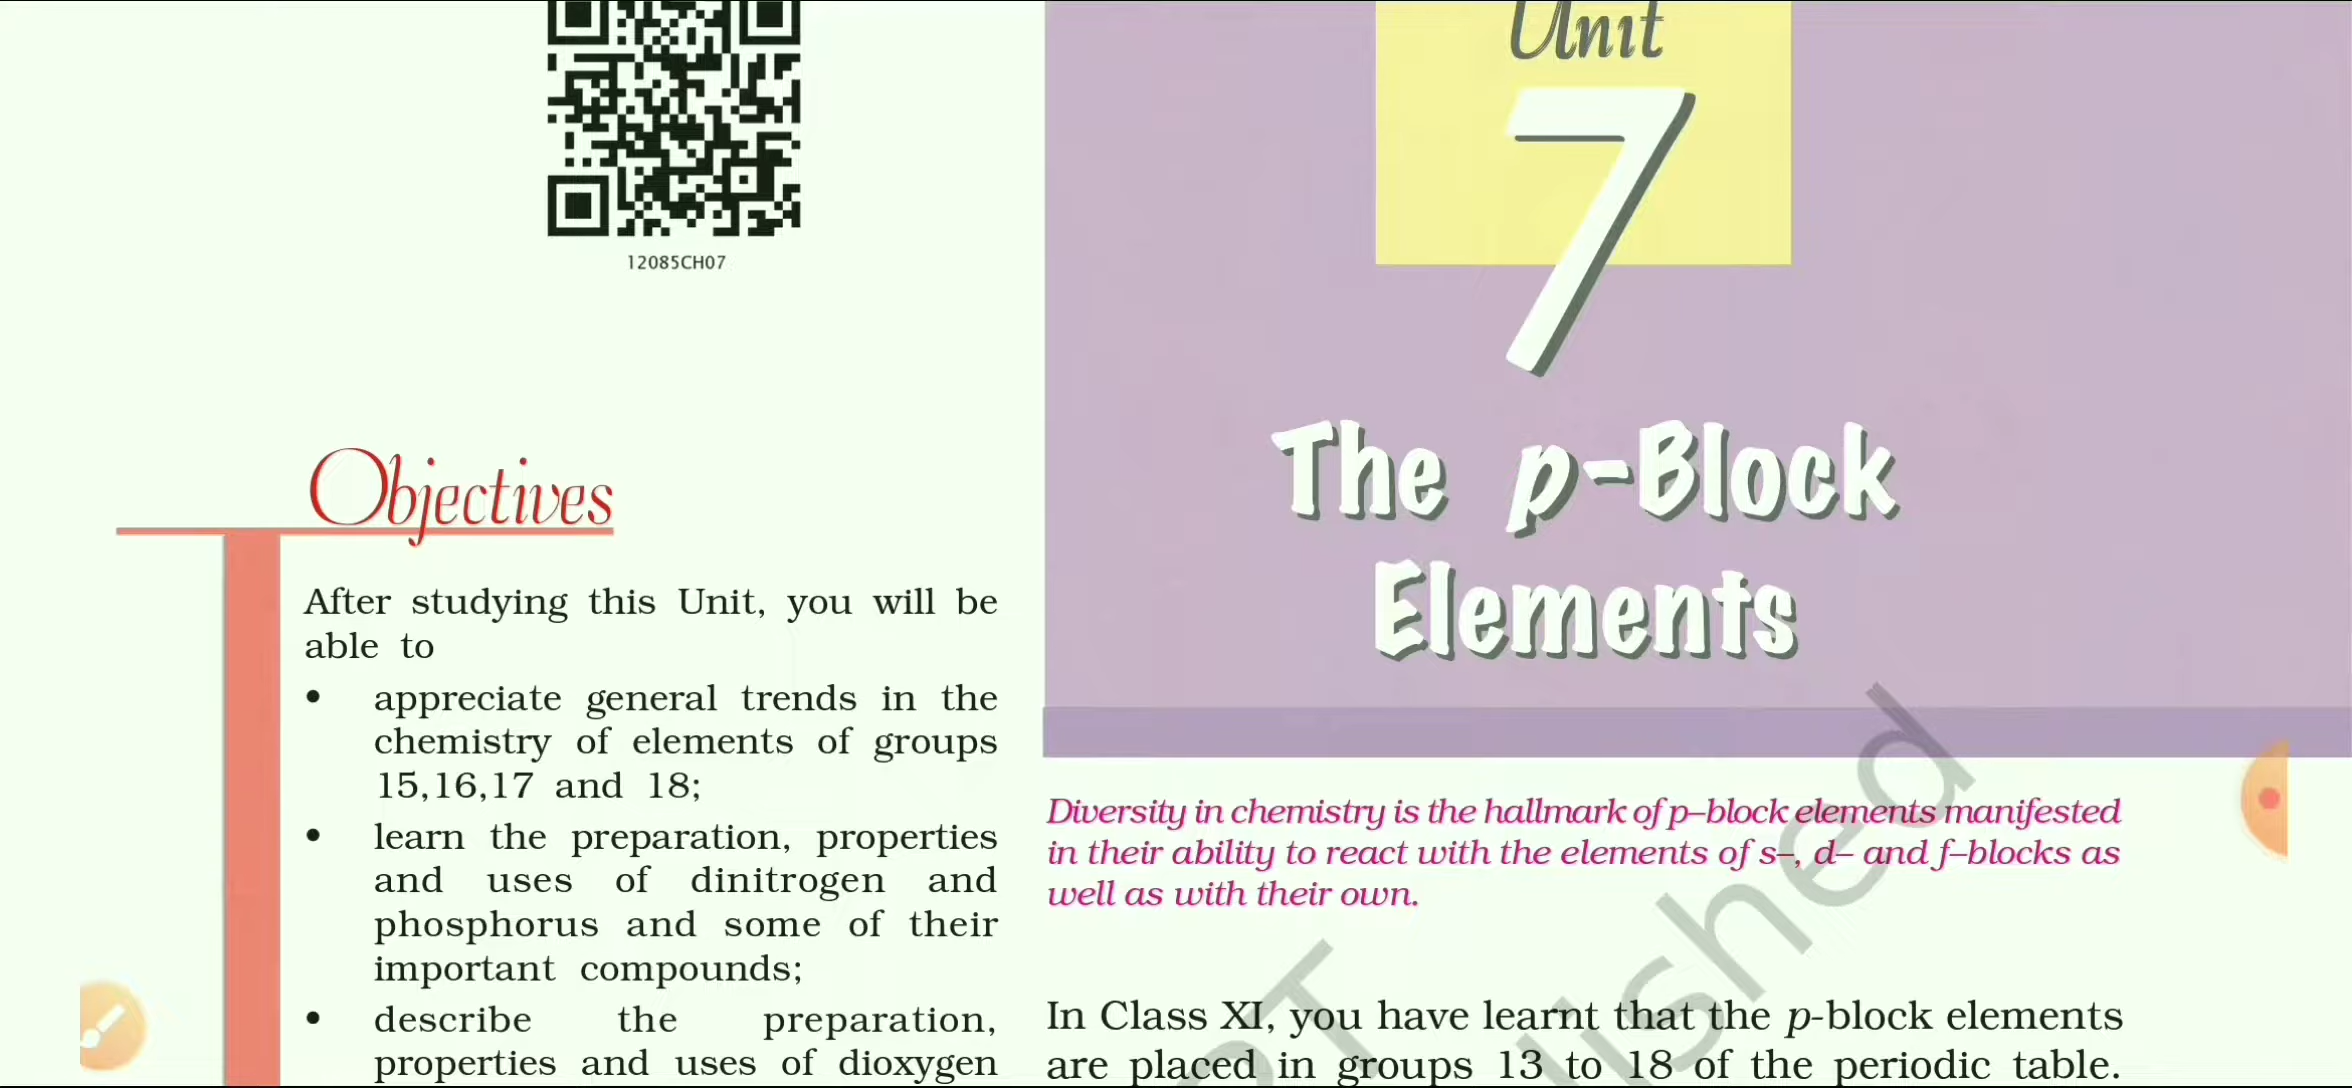 Unit
7
The p-Block
Elements
12085CH07
Objectives
After studying this Unit, you will be
able to
• appreciate general trends in the
chemistry of elements of groups
15,16,17 and 18;
• learn the preparation, properties
and uses of dinitrogen and
phosphorus and some of their
important compounds;
• describe the preparation,
properties and uses of dioxygen
Diversity in chemistry is the hallmark of p–block elements manifested
in their ability to react with the elements of s–, d– and f–blocks as
well as with their own.
In Class XI, you have learnt that the p-block elements
are placed in groups 13 to 18 of the periodic table.